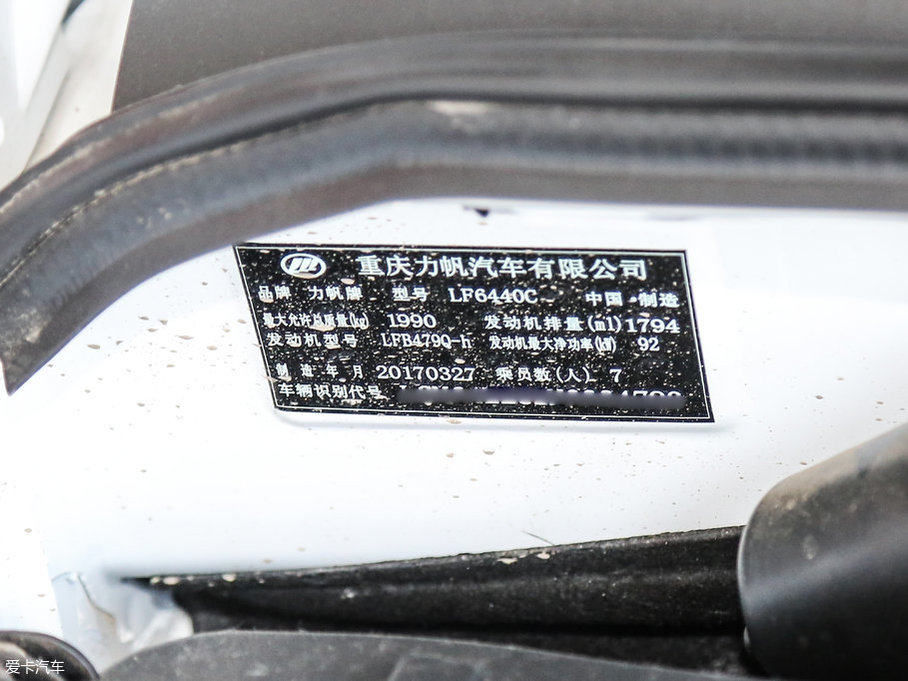 重庆力帆汽车有限公司
品牌 力帆牌 型号 LF6440C 中国·制造
最大允许总质量(kg) 1990 发动机排量(ml) 1794
发动机型号 LFB479Q-h 发动机最大净功率(kW) 92
制造年月 20170327 乘员数(人) 7
车辆识别代号
爱卡汽车